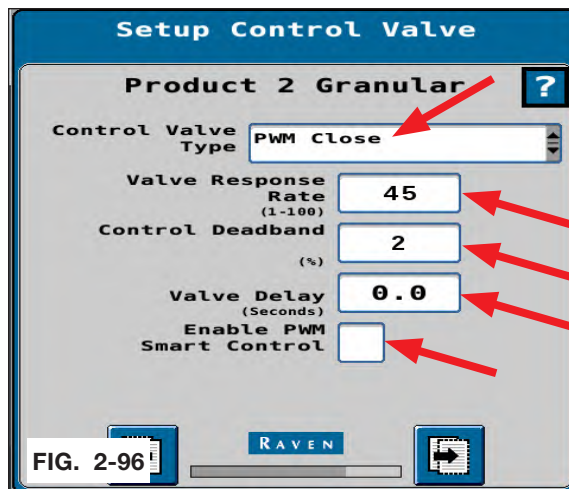 Setup Control Valve
Product 2 Granular
?
Control Valve
Type
PWM Close
Valve Response
Rate
(1-100)
45
Control Deadband
(%)
2
Valve Delay
(Seconds)
0.0
Enable PWM
Smart Control
RAVEN
FIG. 2-96